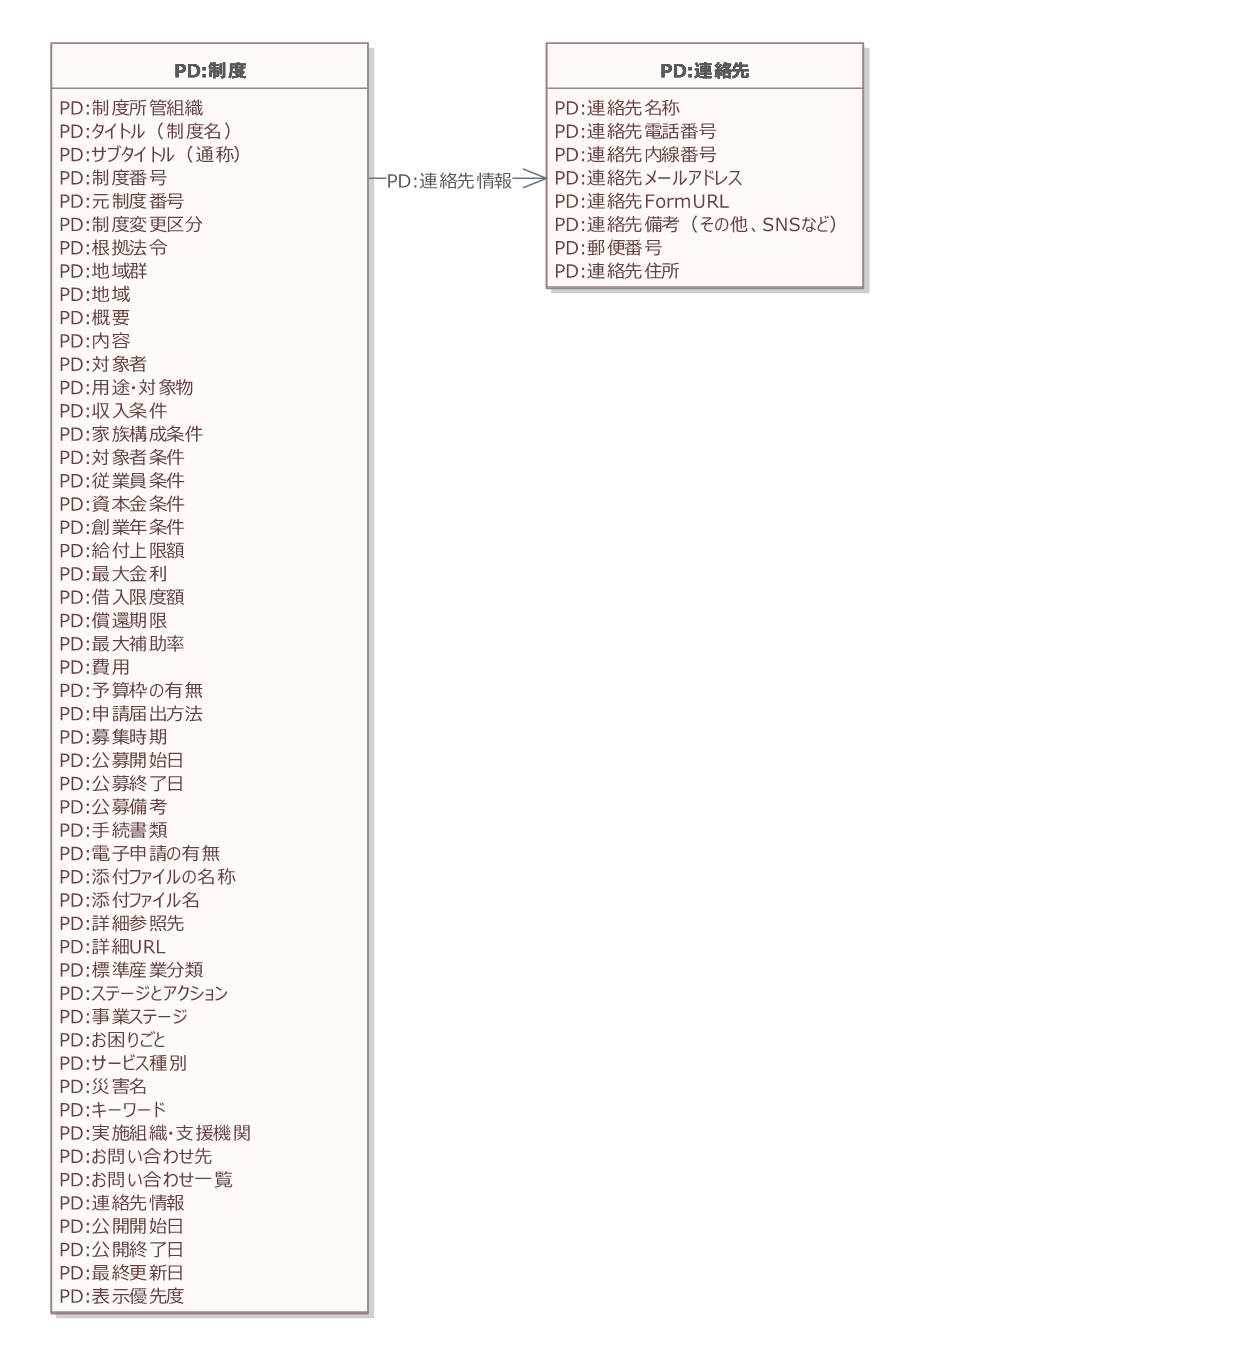 PD:制度
PD:制度所管組織
PD:タイトル（制度名）
PD:サブタイトル（通称）
PD:制度番号
PD:元制度番号
PD:制度変更区分
PD:根拠法令
PD:地域群
PD:地域
PD:概要
PD:内容
PD:対象者
PD:用途・対象物
PD:収入条件
PD:家族構成条件
PD:対象者条件
PD:従業員条件
PD:資本金条件
PD:創業年条件
PD:給付上限額
PD:最大金利
PD:借入限度額
PD:償還期限
PD:最大補助率
PD:費用
PD:予算枠の有無
PD:申請届出方法
PD:募集時期
PD:公募開始日
PD:公募終了日
PD:公募備考
PD:手続書類
PD:電子申請の有無
PD:添付ファイルの名称
PD:添付ファイル名
PD:詳細参照先
PD:詳細URL
PD:標準産業分類
PD:ステージとアクション
PD:事業ステージ
PD:お困りごと
PD:サービス種別
PD:災害名
PD:キーワード
PD:実施組織・支援機関
PD:お問い合わせ先
PD:お問い合わせ一覧
PD:連絡先情報
PD:公開開始日
PD:公開終了日
PD:最終更新日
PD:表示優先度
PD:連絡先情報
PD:連絡先
PD:連絡先名称
PD:連絡先電話番号
PD:連絡先内線番号
PD:連絡先メールアドレス
PD:連絡先FormURL
PD:連絡先備考（その他、SNSなど）
PD:郵便番号
PD:連絡先住所